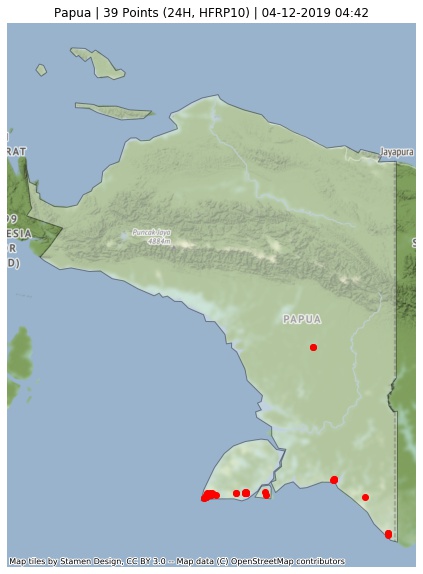 Papua | 39 Points (24H, HFRP10) | 04-12-2019 04:42
RAT
Jayapura
9
ESIA
R
D)
Puncak Jaya
4884m
S
PAPUA
Map tiles by Stamen Design, CC BY 3.0 -- Map data (C) OpenStreetMap contributors